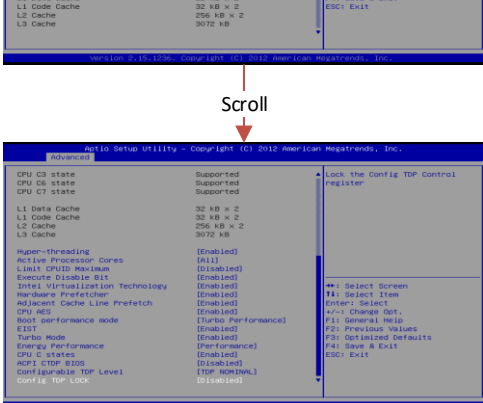 L1 Code Cache 32 kB x 2
L2 Cache 256 kB x 2
L3 Cache 3072 kB
ESC: Exit
Version 2.15.1236. Copyright (C) 2012 American Megatrends, Inc.
Scroll
Aptio Setup Utility - Copyright (C) 2012 American Megatrends, Inc.
Advanced
CPU C3 state Supported
CPU C6 state Supported
CPU C7 state Supported
L1 Data Cache 32 kB x 2
L1 Code Cache 32 kB x 2
L2 Cache 256 kB x 2
L3 Cache 3072 kB
Hyper-threading [Enabled]
Active Processor Cores [All]
Limit CPUID Maximum [Disabled]
Execute Disable Bit [Enabled]
Intel Virtualization Technology [Enabled]
Hardware Prefetcher [Enabled]
Adjacent Cache Line Prefetch [Enabled]
CPU AES [Enabled]
Boot performance mode [Turbo Performance]
EIST [Enabled]
Turbo Mode [Enabled]
Energy Performance [Performance]
CPU C states [Enabled]
ACPI CTDP BIOS [Disabled]
Configurable TDP Level [TDP NOMINAL]
Config TDP LOCK [Disabled]
Lock the Config TDP Control
register
→←: Select Screen
↑↓: Select Item
Enter: Select
+/-: Change Opt.
F1: General Help
F2: Previous Values
F3: Optimized Defaults
F4: Save & Exit
ESC: Exit